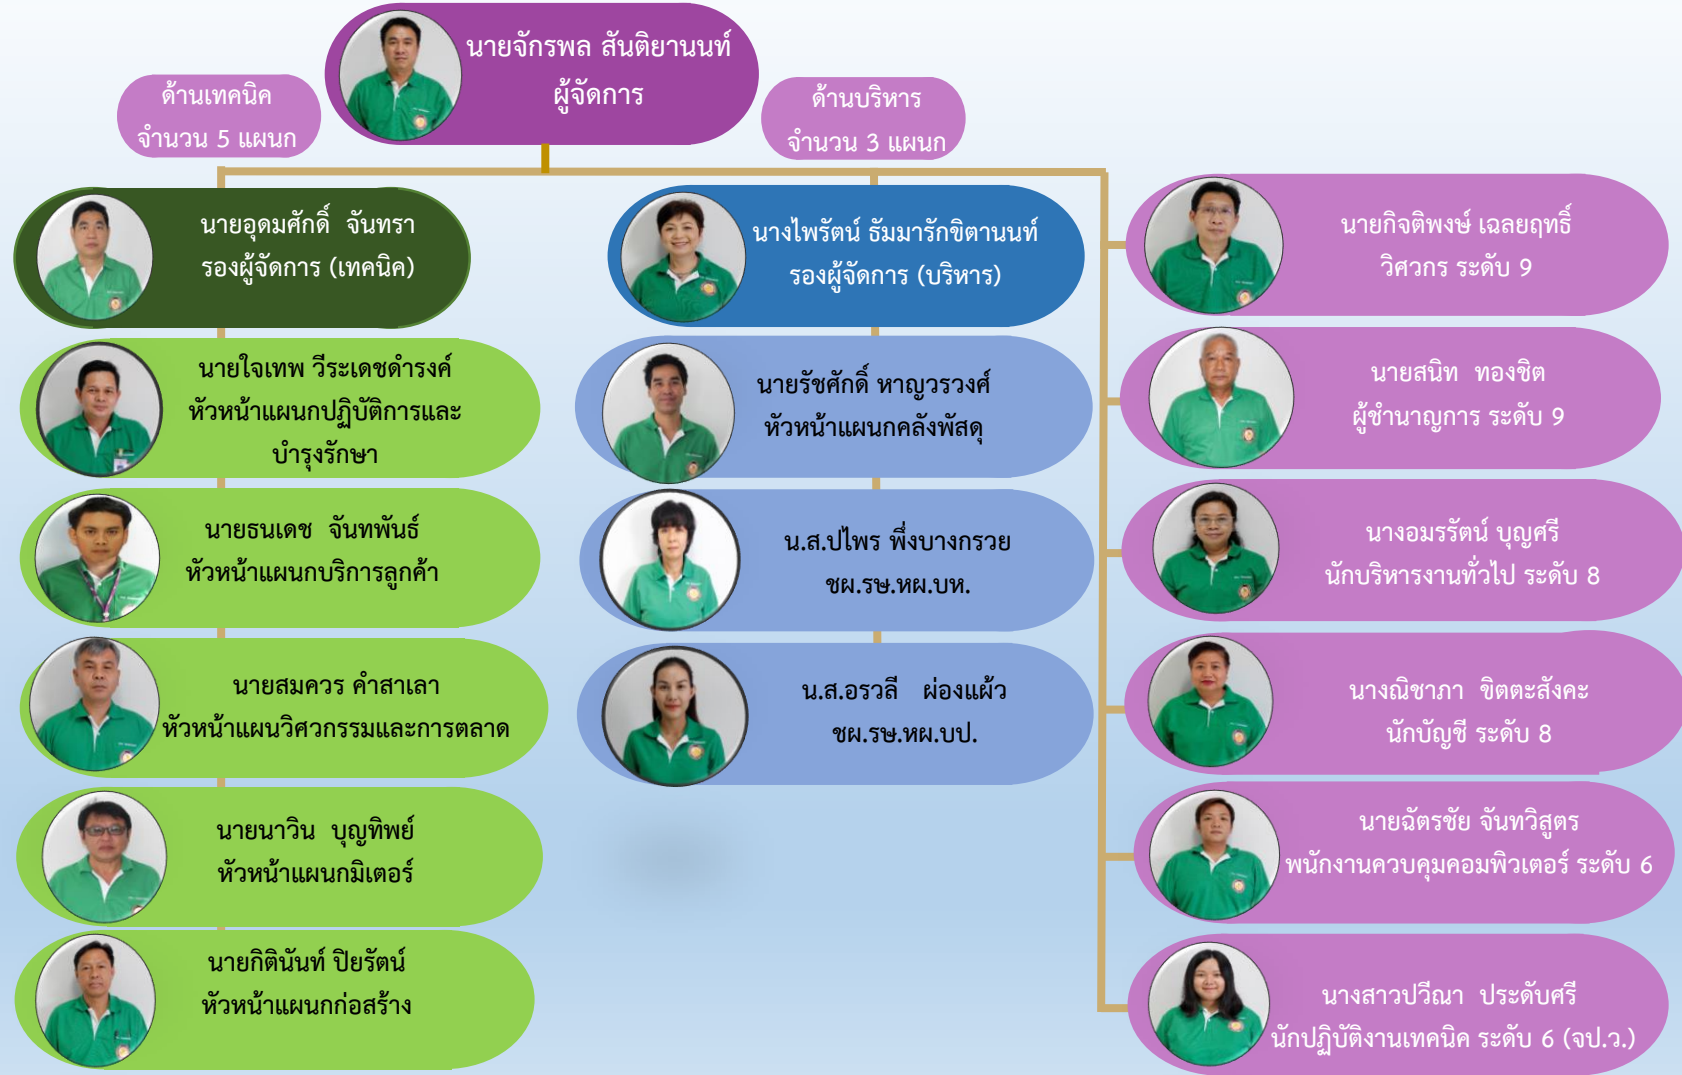 นายจักรพล สันติยานนท์
ผู้จัดการ
ด้านเทคนิค
จำนวน 5 แผนก
ด้านบริหาร
จำนวน 3 แผนก
นายอุดมศักดิ์ จันทรา
รองผู้จัดการ (เทคนิค)
นายใจเทพ วีระเดชดำรงค์
หัวหน้าแผนกปฏิบัติการและ
บำรุงรักษา
นายธนเดช จันทพันธ์
หัวหน้าแผนกบริการลูกค้า
นายสมควร คำสาเลา
หัวหน้าแผนวิศวกรรมและการตลาด
นายนาวิน บุญทิพย์
หัวหน้าแผนกมิเตอร์
นายกิตินันท์ ปิยรัตน์
หัวหน้าแผนกก่อสร้าง
นางไพรัตน์ ธัมมารักขิตานนท์
รองผู้จัดการ (บริหาร)
นายรัชศักดิ์ หาญวรวงศ์
หัวหน้าแผนกคลังพัสดุ
น.ส.ปไพร พึ่งบางกรวย
ชผ.รษ.หผ.บห.
น.ส.อรวลี ผ่องแผ้ว
ชผ.รษ.หผ.บป.
นายกิจติพงษ์ เฉลยฤทธิ์
วิศวกร ระดับ 9
นายสนิท ทองชิต
ผู้ชำนาญการ ระดับ 9
นางอมรรัตน์ บุญศรี
นักบริหารงานทั่วไป ระดับ 8
นางณิชาภา ขิตตะสังคะ
นักบัญชี ระดับ 8
นายฉัตรชัย จันทวิสูตร
พนักงานควบคุมคอมพิวเตอร์ ระดับ 6
นางสาวปวีณา ประดับศรี
นักปฏิบัติงานเทคนิค ระดับ 6 (จป.ว.)